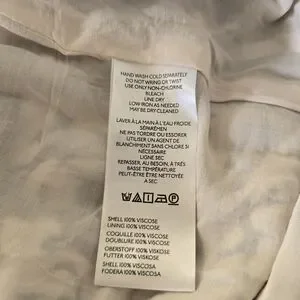 HAND WASH COLD SEPARATELY
DO NOT WRING OR TWIST
USE ONLY NON-CHLORINE
BLEACH
LINE DRY
LOW IRON AS NEEDED
MAY BE DRY CLEANED
LAVER À LA MAIN À L'EAU FROIDE
SÉPARÉMEN
NE PAS TORDRE OU ESSORER
UTILISER UN AGENT DE
BLANCHIMENT SANS CHLORE SI
NÉCESSAIRE
LIGNE SEC
REPASSER, AU BESOIN, À TRÈS
BASSE TEMPÉRATURE
PEUT-ÊTRE ÊTRE NETTOYÉE
A SEC
SHELL 100% VISCOSE
LINING 100% VISCOSE
COQUILLE 100% VISCOSE
DOUBLURE 100% VISCOSE
OBERSTOFF 100% VISKOSE
FUTTER 100% VISKOSE
SHELL 100% VISCOSA
FODERA 100% VISCOSA